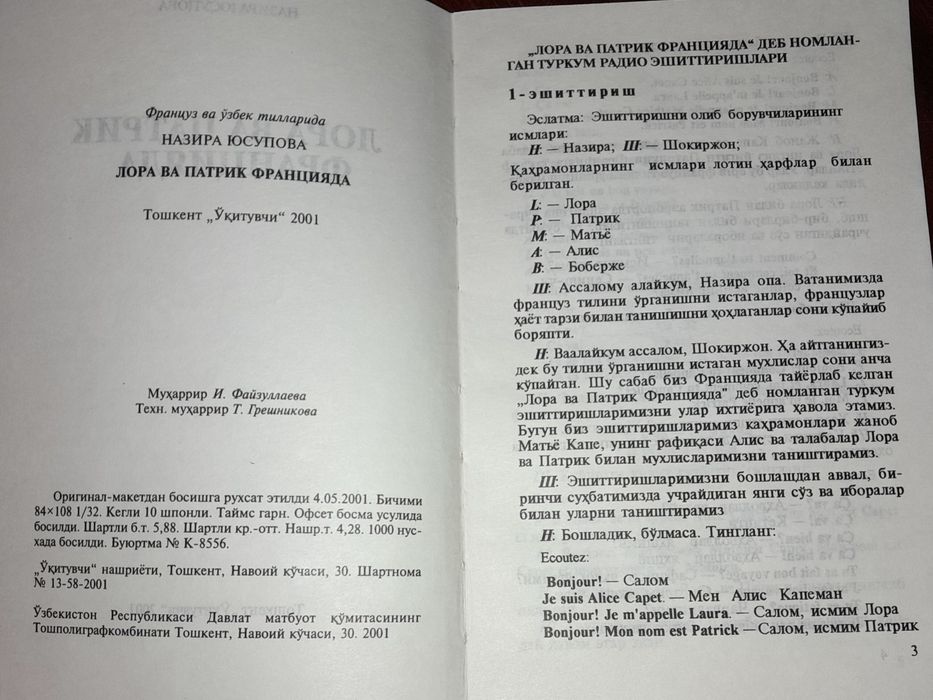 Француз ва ўзбек тилларида
НАЗИРА ЮСУПОВА
ЛОРА ВА ПАТРИК ФРАНЦИЯДА
Тошкент „Ўқитувчи“ 2001
Муҳаррир И. Файзуллаева
Техн. муҳаррир Т. Грешникова
Оригинал-макетдан босишга рухсат этилди 4.05.2001. Бичими
84×108 1/32. Кегли 10 шпонли. Таймс гарн. Офсет босма усулида
босилди. Шартли б.т. 5,88. Шартли кр.-отт. Нашр.т. 4,28. 1000 нус-
хада босилди. Буюртма № К-8556.
„Ўқитувчи“ нашриёти, Тошкент, Навоий кўчаси, 30. Шартнома
№ 13-58-2001
Ўзбекистон Республикаси Давлат матбуот қўмитасининг
Тошполиграфкомбинати Тошкент, Навоий кўчаси, 30. 2001
„ЛОРА ВА ПАТРИК ФРАНЦИЯДА“ ДЕБ НОМЛАН-
ГАН ТУРКУМ РАДИО ЭШИТТИРИШЛАРИ
1-эшиттириш
Эслатма: Эшиттиришни олиб борувчиларининг
исмлари:
Н: — Назира; Ш: — Шокиржон;
Қаҳрамонларнинг исмлари лотин ҳарфлар билан
берилган.
L: — Лора
P: — Патрик
M: — Матьё
A: — Алис
B: — Боберже
Ш: Ассалому алайкум, Назира опа. Ватанимизда
француз тилини ўрганишни истаганлар, французлар
ҳаёт тарзи билан танишишни ҳоҳлаганлар сони кўпайиб
боряпти.
Н: Ваалайкум ассалом, Шокиржон. Ҳа айтганингиз-
дек бу тилни ўрганишни истаган мухлислар сони анча
кўпайган. Шу сабаб биз Францияда тайёрлаб келган
„Лора ва Патрик Францияда" деб номланган туркум
эшиттиришларимизни улар ихтиёрига ҳавола этамиз.
Бугун биз эшиттиришларимиз каҳрамонлари жаноб
Матьё Капе, унинг рафиқаси Алис ва талабалар Лора
ва Патрик билан мухлисларимизни таништирамиз.
Ш: Эшиттиришларимизни бошлашдан аввал, би-
ринчи суҳбатимизда учрайдиган янги сўз ва иборалар
билан уларни таништирамиз
Н: Бошладик, бўлмаса. Тингланг:
Ecoutez:
Bonjour! — Салом
Je suis Alice Capet. — Мен Алис Капеман
Bonjour! Je m'appelle Laura. — Салом, исмим Лора
Bonjour! Mon nom est Patrick — Салом, исмим Патрик
3